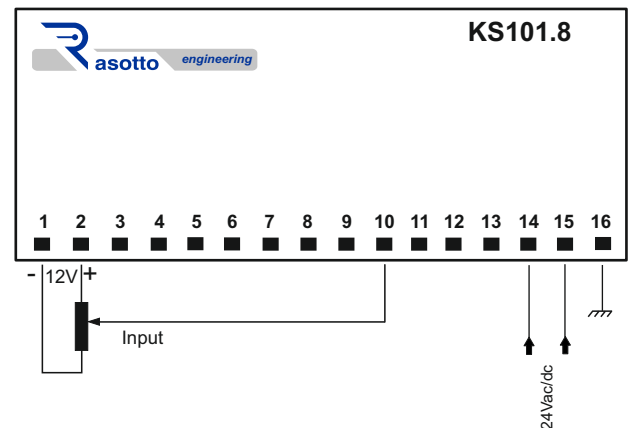 KS101.8
Rasotto engineering
1 2 3 4 5 6 7 8 9 10 11 12 13 14 15 16
- 12V +
Input
24Vac/dc